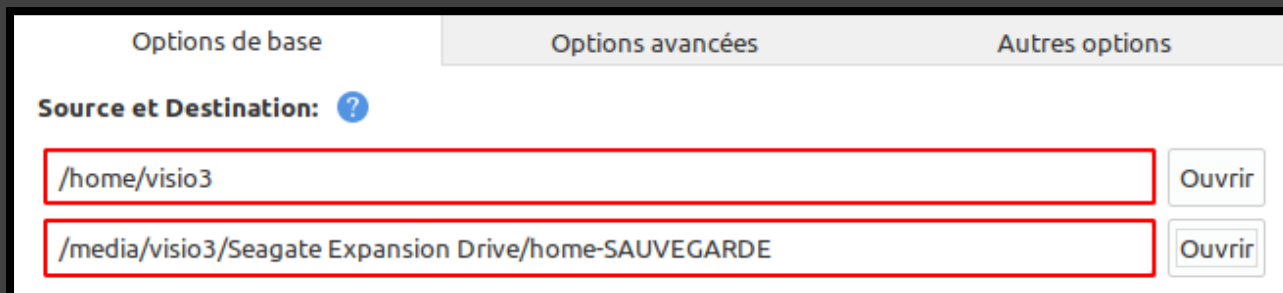 Options de base Options avancées Autres options
Source et Destination: ?
/home/visio3 Ouvrir
/media/visio3/Seagate Expansion Drive/home-SAUVEGARDE Ouvrir